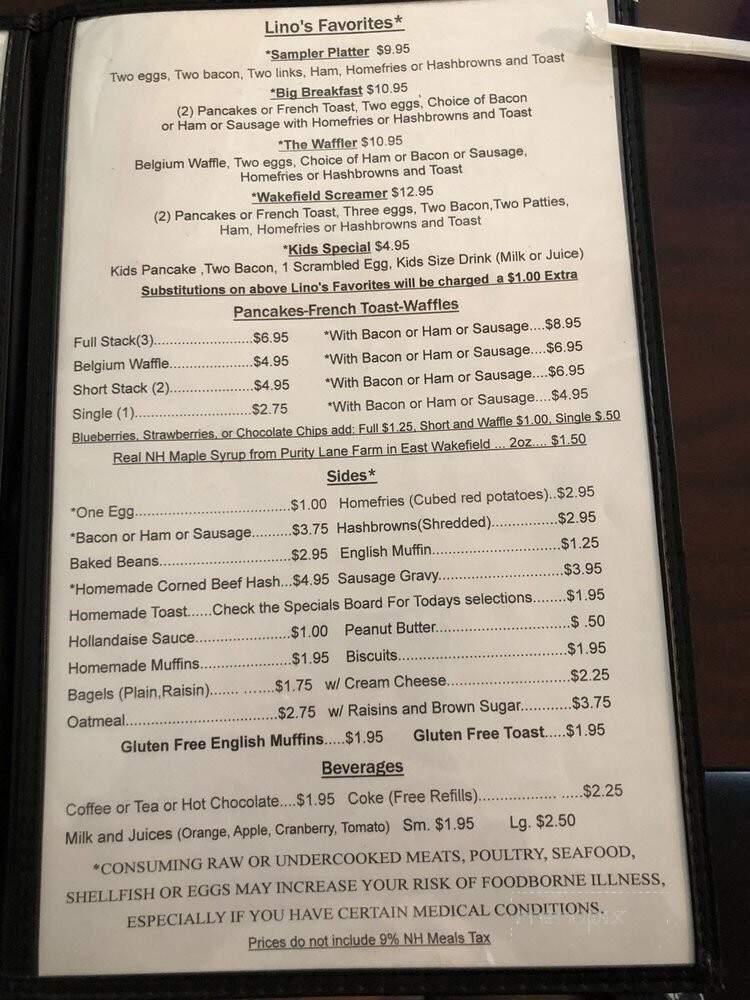 Lino's Favorites*
*Sampler Platter $9.95
Two eggs, Two bacon, Two links, Ham, Homefries or Hashbrowns and Toast
*Big Breakfast $10.95
(2) Pancakes or French Toast, Two eggs, Choice of Bacon
or Ham or Sausage with Homefries or Hashbrowns and Toast
*The Waffler $10.95
Belgium Waffle, Two eggs, Choice of Ham or Bacon or Sausage,
Homefries or Hashbrowns and Toast
*Wakefield Screamer $12.95
(2) Pancakes or French Toast, Three eggs, Two Bacon,Two Patties,
Ham, Homefries or Hashbrowns and Toast
*Kids Special $4.95
Kids Pancake ,Two Bacon, 1 Scrambled Egg, Kids Size Drink (Milk or Juice)
Substitutions on above Lino's Favorites will be charged a $1.00 Extra
Pancakes-French Toast-Waffles
Full Stack(3)..........................$6.95 *With Bacon or Ham or Sausage....$8.95
Belgium Waffle......................$4.95 *With Bacon or Ham or Sausage....$6.95
Short Stack (2)......................$4.95 *With Bacon or Ham or Sausage....$6.95
Single (1)...............................$2.75 *With Bacon or Ham or Sausage....$4.95
Blueberries, Strawberries, or Chocolate Chips add: Full $1.25, Short and Waffle $1.00, Single $.50
Real NH Maple Syrup from Purity Lane Farm in East Wakefield ... 2oz.... $1.50
Sides*
*One Egg.........................................$1.00 Homefries (Cubed red potatoes)..$2.95
*Bacon or Ham or Sausage..........$3.75 Hashbrowns(Shredded).................$2.95
Baked Beans...................................$2.95 English Muffin..................................$1.25
*Homemade Corned Beef Hash...$4.95 Sausage Gravy.................................$3.95
Homemade Toast......Check the Specials Board For Todays selections........$1.95
Hollandaise Sauce.........................$1.00 Peanut Butter...................................$ .50
Homemade Muffins........................$1.95 Biscuits............................................$1.95
Bagels (Plain,Raisin)....... .......$1.75 w/ Cream Cheese................................$2.25
Oatmeal........................................$2.75 w/ Raisins and Brown Sugar............$3.75
Gluten Free English Muffins.....$1.95 Gluten Free Toast.....$1.95
Beverages
Coffee or Tea or Hot Chocolate....$1.95 Coke (Free Refills).................... .....$2.25
Milk and Juices (Orange, Apple, Cranberry, Tomato) Sm. $1.95 Lg. $2.50
*CONSUMING RAW OR UNDERCOOKED MEATS, POULTRY, SEAFOOD,
SHELLFISH OR EGGS MAY INCREASE YOUR RISK OF FOODBORNE ILLNESS,
ESPECIALLY IF YOU HAVE CERTAIN MEDICAL CONDITIONS.
Prices do not include 9% NH Meals Tax